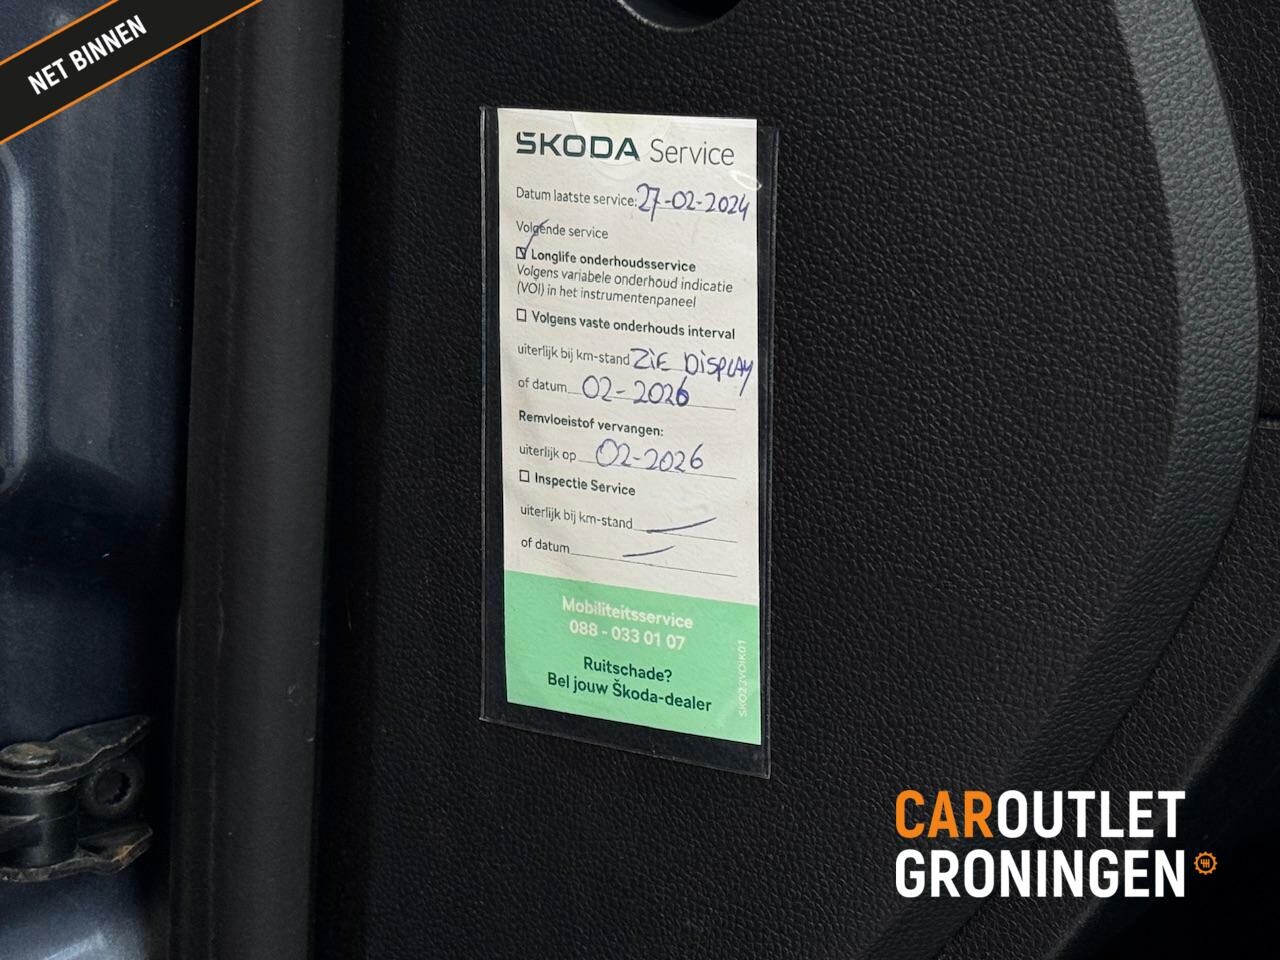 NET BINNEN
ŠKODA Service
Datum laatste service: 27-02-2024
Volgende service
Longlife onderhoudsservice
Volgens variabele onderhoud indicatie
(VOI) in het instrumentenpaneel
Volgens vaste onderhouds interval
uiterlijk bij km-stand ZIE DISPLAY
of datum 02-2026
Remvloeistof vervangen:
uiterlijk op 02-2026
Inspectie Service
uiterlijk bij km-stand
of datum
Mobiliteitsservice
088 - 033 01 07
Ruitschade?
Bel jouw Škoda-dealer
SKO23VOIK01
CAROUTLET
GRONINGEN